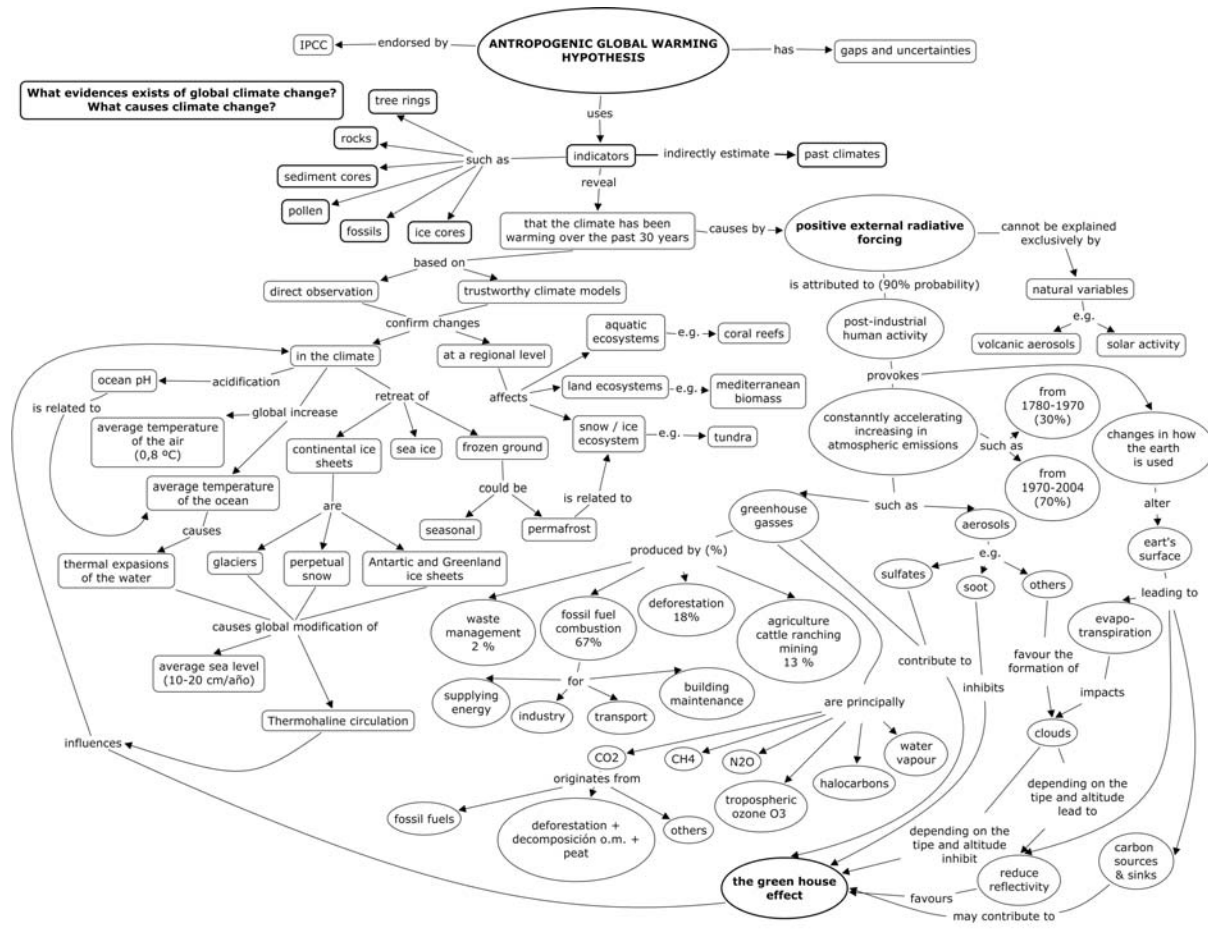 ANTROPOGENIC GLOBAL WARMING
HYPOTHESIS
IPCC
endorsed by
has
gaps and uncertainties
What evidences exists of global climate change?
What causes climate change?
uses
tree rings
rocks
sediment cores
pollen
fossils
ice cores
such as
indicators
indirectly estimate
past climates
reveal
that the climate has been
warming over the past 30 years
causes by
positive external radiative
forcing
cannot be explained
exclusively by
natural variables
e.g.
volcanic aerosols
solar activity
is attributed to (90% probability)
post-industrial
human activity
provokes
based on
direct observation
trustworthy climate models
confirm changes
in the climate
at a regional level
affects
aquatic
ecosystems
e.g.
coral reefs
land ecosystems
e.g.
mediterranean
biomass
snow / ice
ecosystem
e.g.
tundra
ocean pH
acidification
is related to
global increase
average temperature
of the air
(0,8 ºC)
average temperature
of the ocean
causes
thermal expasions
of the water
retreat of
continental ice
sheets
sea ice
frozen ground
could be
seasonal
permafrost
is related to
are
glaciers
perpetual
snow
Antartic and Greenland
ice sheets
causes global modification of
average sea level
(10-20 cm/año)
Thermohaline circulation
influences
constanntly accelerating
increasing in
atmospheric emissions
such as
from
1780-1970
(30%)
from
1970-2004
(70%)
changes in how
the earth
is used
alter
eart's
surface
leading to
evapo-
transpiration
impacts
such as
greenhouse
gasses
aerosols
e.g.
sulfates
soot
others
favour the
formation of
clouds
contribute to
inhibits
produced by (%)
waste
management
2 %
fossil fuel
combustion
67%
deforestation
18%
agriculture
cattle ranching
mining
13 %
for
supplying
energy
industry
transport
building
maintenance
are principally
CO2
CH4
N2O
tropospheric
ozone O3
halocarbons
water
vapour
originates from
fossil fuels
deforestation +
decomposición o.m. +
peat
others
depending on the
tipe and altitude
lead to
depending on the
tipe and altitude
inhibit
reduce
reflectivity
carbon
sources
& sinks
the green house
effect
favours
may contribute to